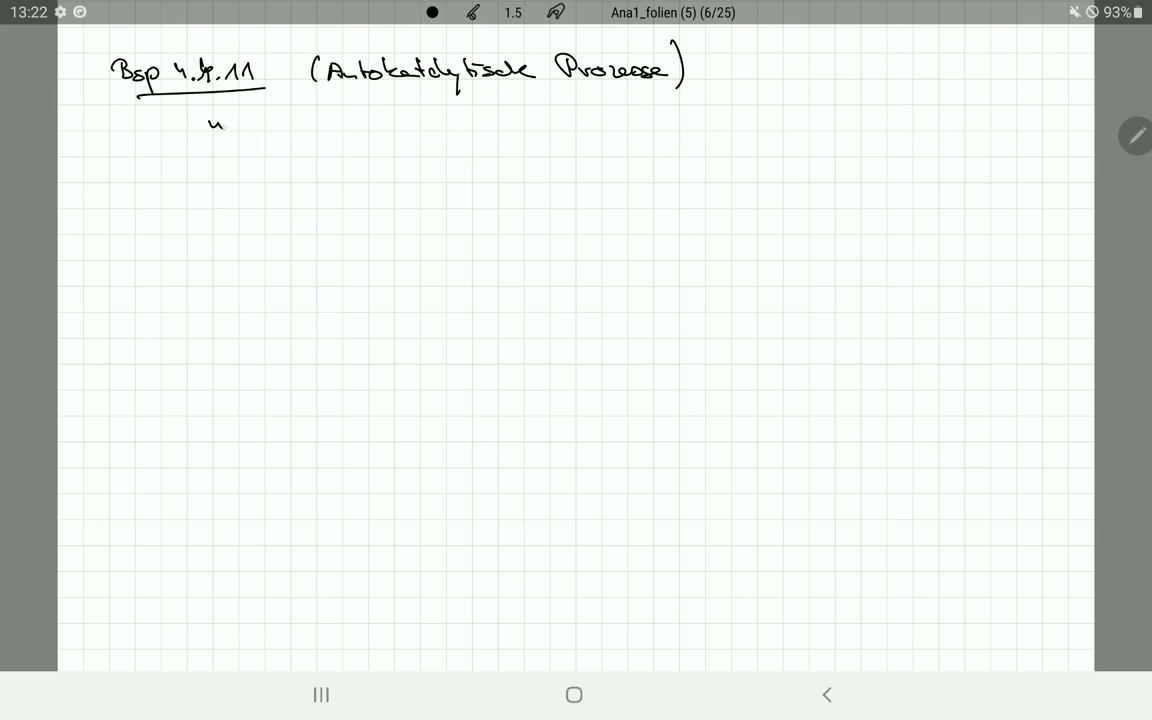 13:22 1.5 Ana1_folien (5) (6/25) 93%
Bsp 4.4.11 (Autokatalytische Prozesse)